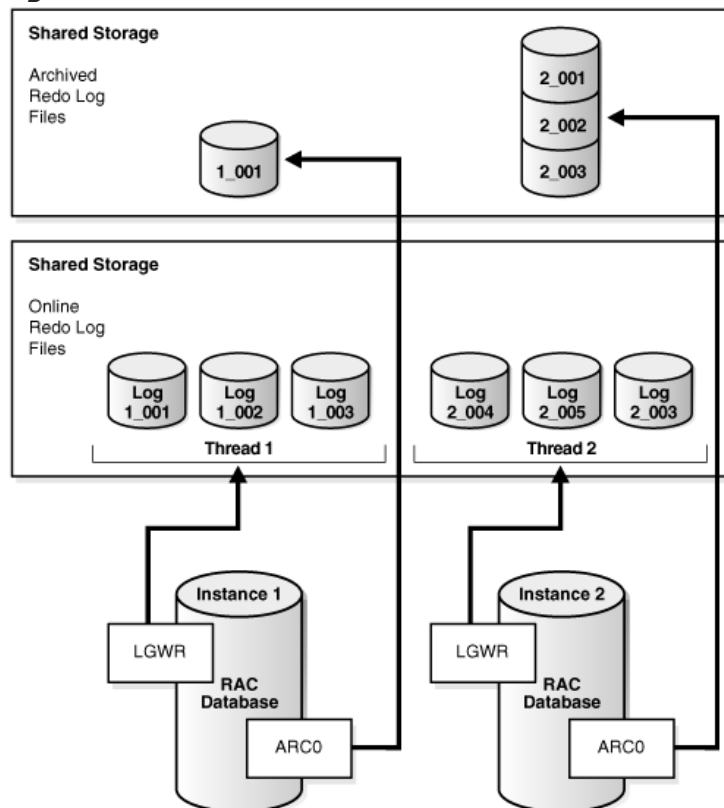 Shared Storage
Archived
Redo Log
Files
1_001
2_001
2_002
2_003
Shared Storage
Online
Redo Log
Files
Log
1_001
Log
1_002
Log
1_003
Log
2_004
Log
2_005
Log
2_003
Thread 1
Thread 2
Instance 1
LGWR
RAC
Database
ARC0
Instance 2
LGWR
RAC
Database
ARC0